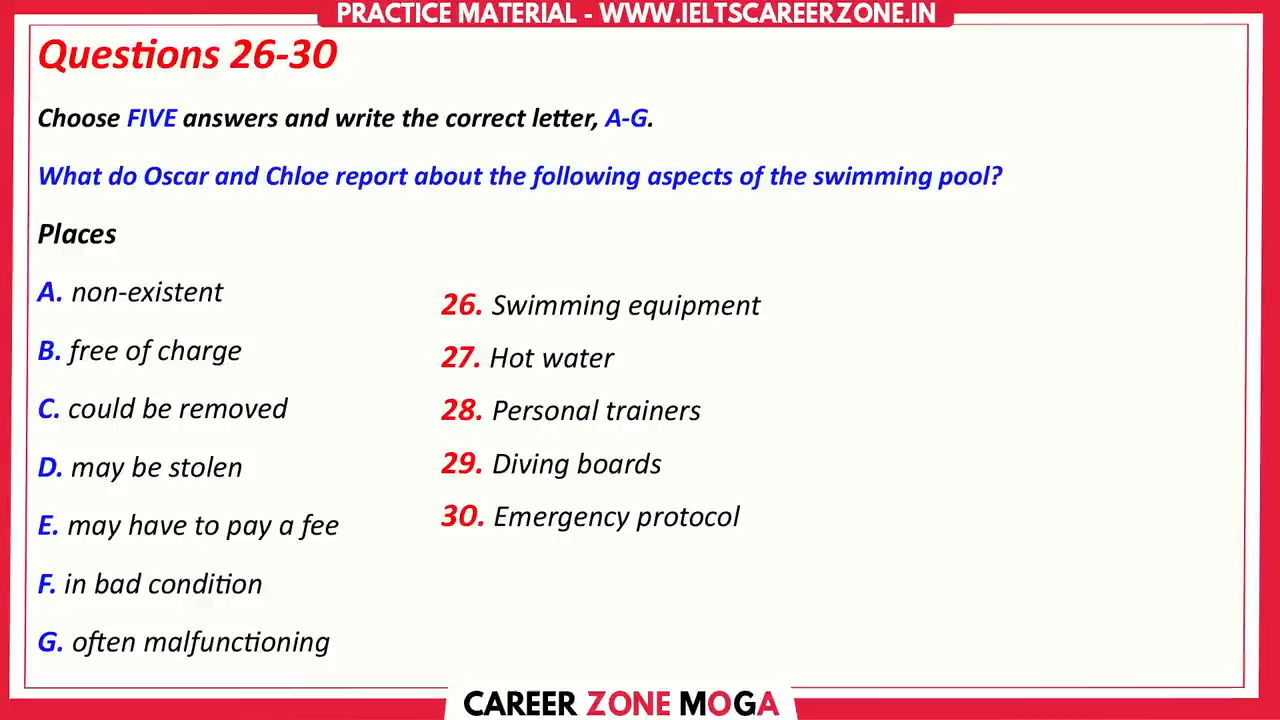 PRACTICE MATERIAL - WWW.IELTSCAREERZONE.IN
Questions 26-30
Choose FIVE answers and write the correct letter, A-G.
What do Oscar and Chloe report about the following aspects of the swimming pool?
Places
A. non-existent
B. free of charge
C. could be removed
D. may be stolen
E. may have to pay a fee
F. in bad condition
G. often malfunctioning
26. Swimming equipment
27. Hot water
28. Personal trainers
29. Diving boards
30. Emergency protocol
CAREER ZONE MOGA